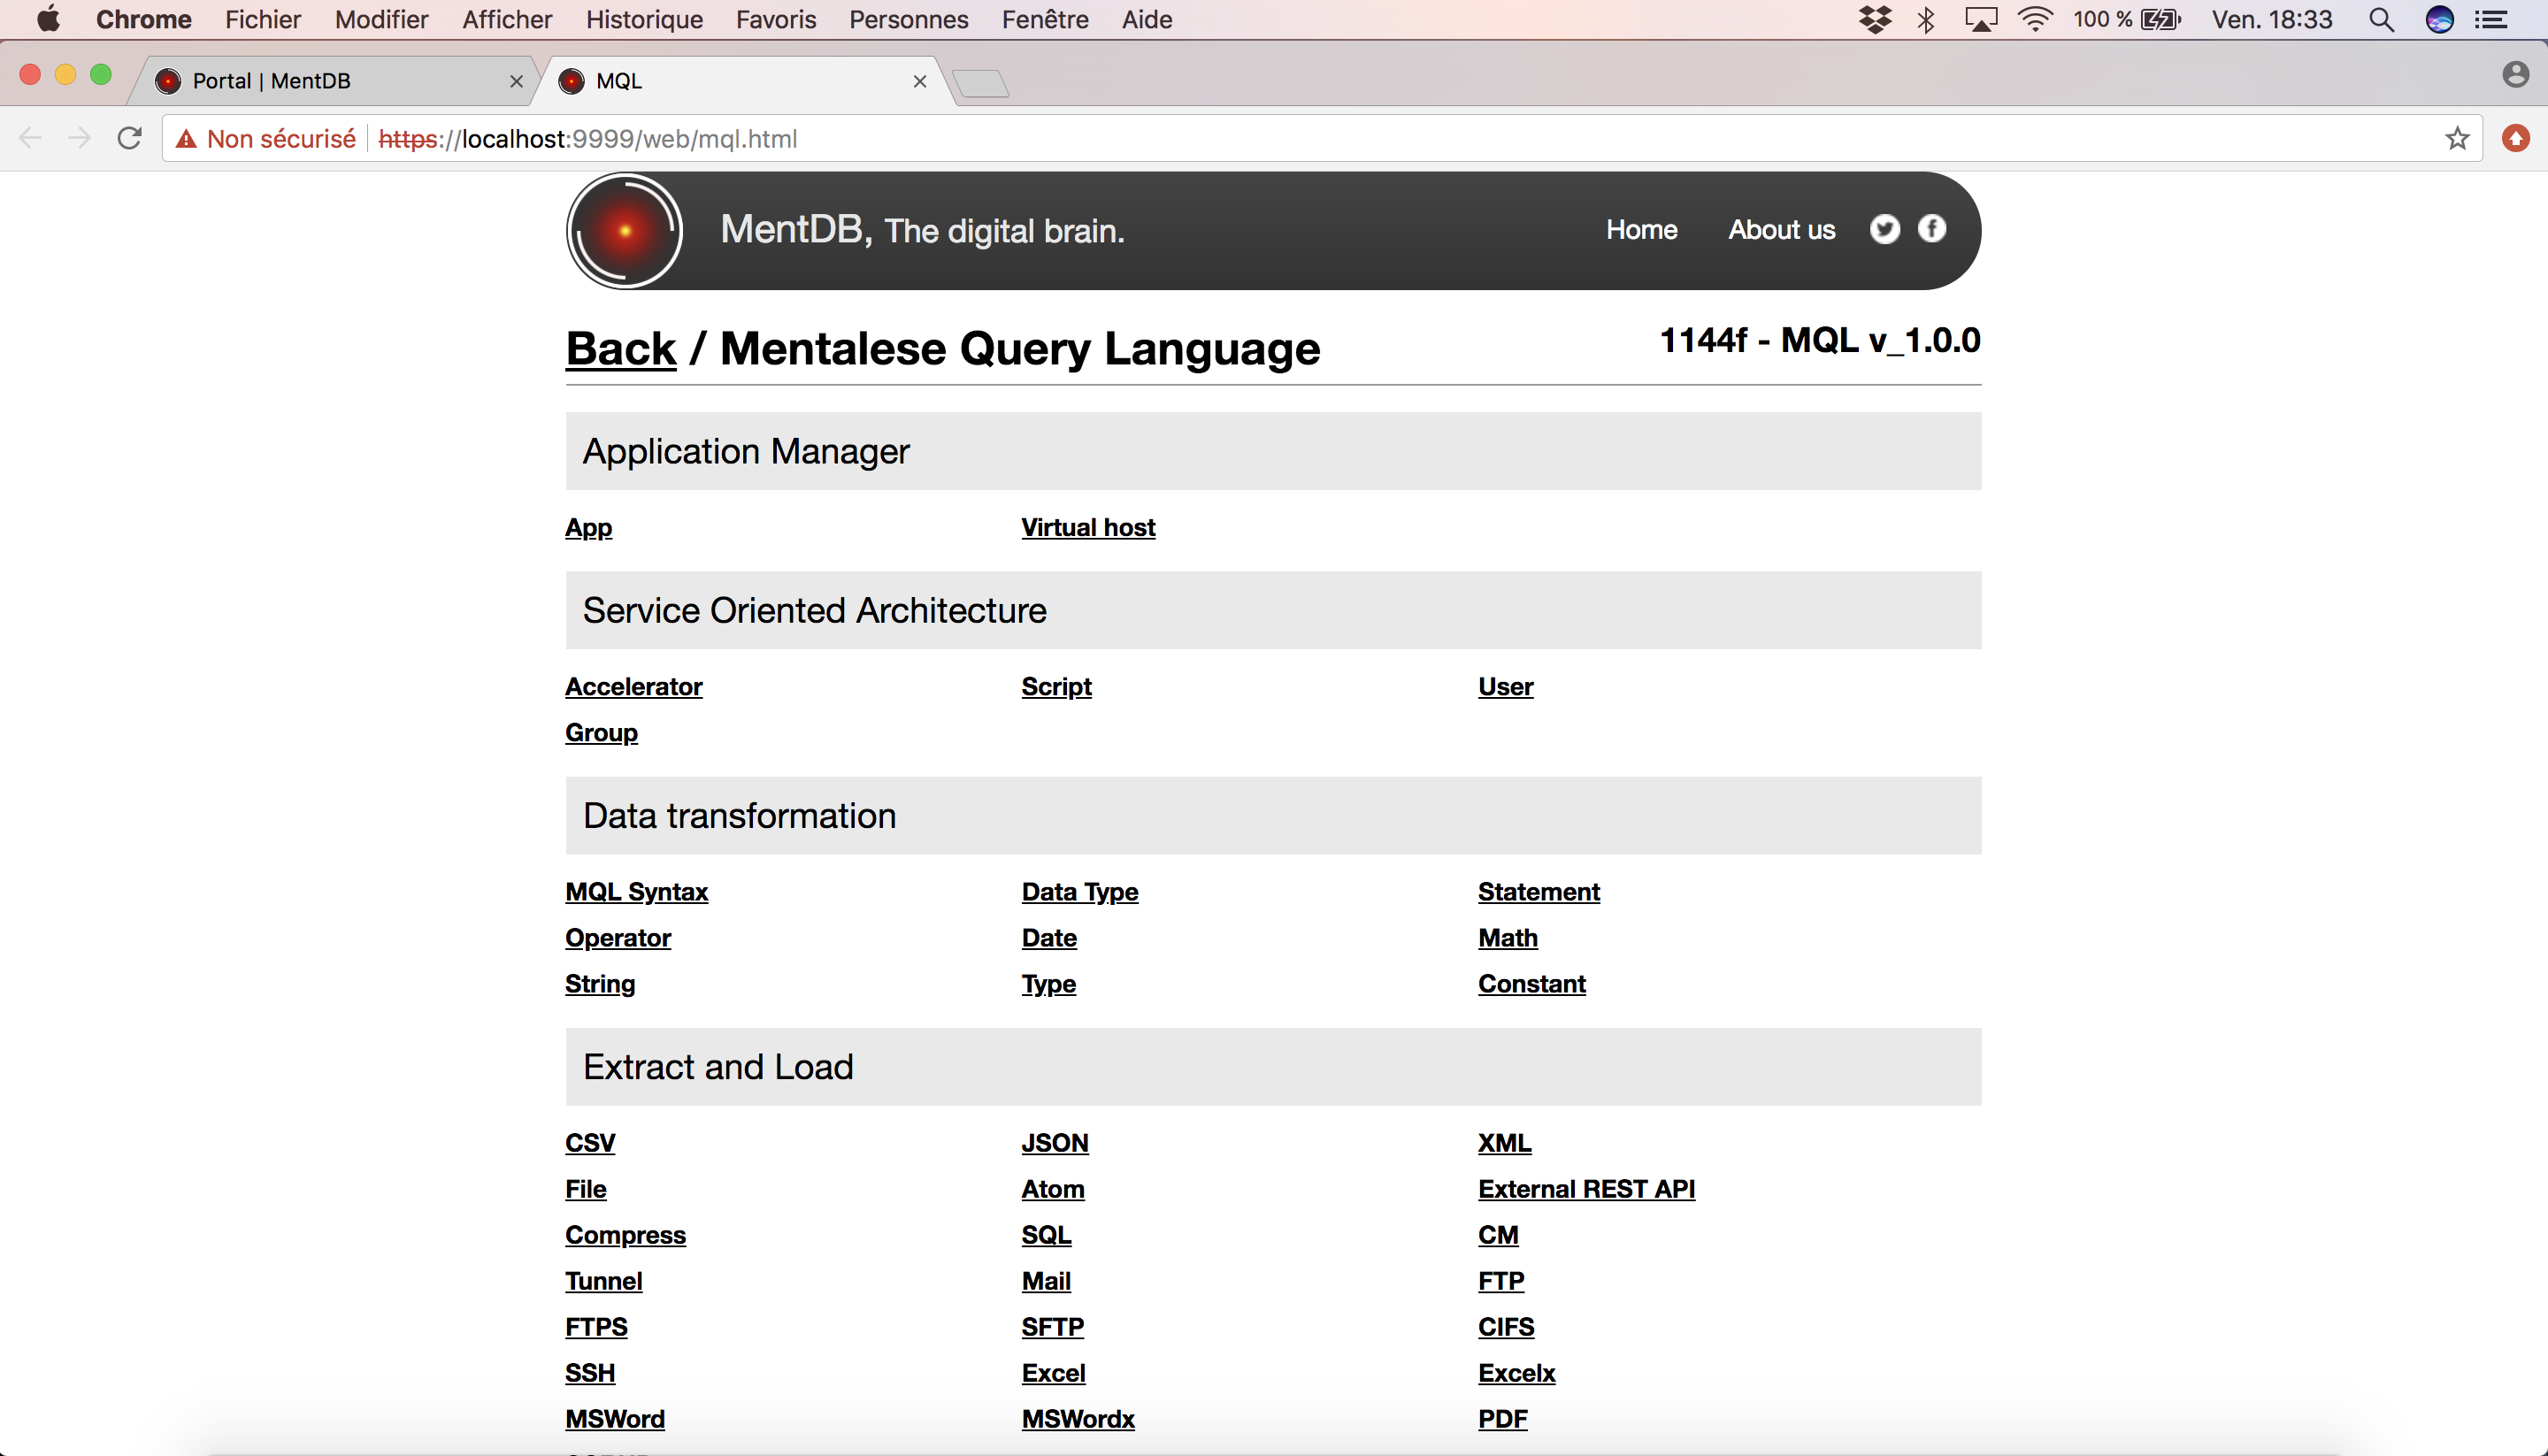 Chrome Fichier Modifier Afficher Historique Favoris Personnes Fenêtre Aide 100 % Ven. 18:33
Portal | MentDB MQL
Non sécurisé https://localhost:9999/web/mql.html
MentDB, The digital brain. Home About us
Back / Mentalese Query Language 1144f - MQL v_1.0.0
Application Manager
App Virtual host
Service Oriented Architecture
Accelerator Script User
Group
Data transformation
MQL Syntax Data Type Statement
Operator Date Math
String Type Constant
Extract and Load
CSV JSON XML
File Atom External REST API
Compress SQL CM
Tunnel Mail FTP
FTPS SFTP CIFS
SSH Excel Excelx
MSWord MSWordx PDF